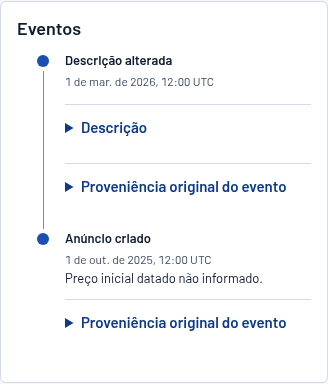 Eventos
Descrição alterada
1 de mar. de 2026, 12:00 UTC
Descrição
Proveniência original do evento
Anúncio criado
1 de out. de 2025, 12:00 UTC
Preço inicial datado não informado.
Proveniência original do evento